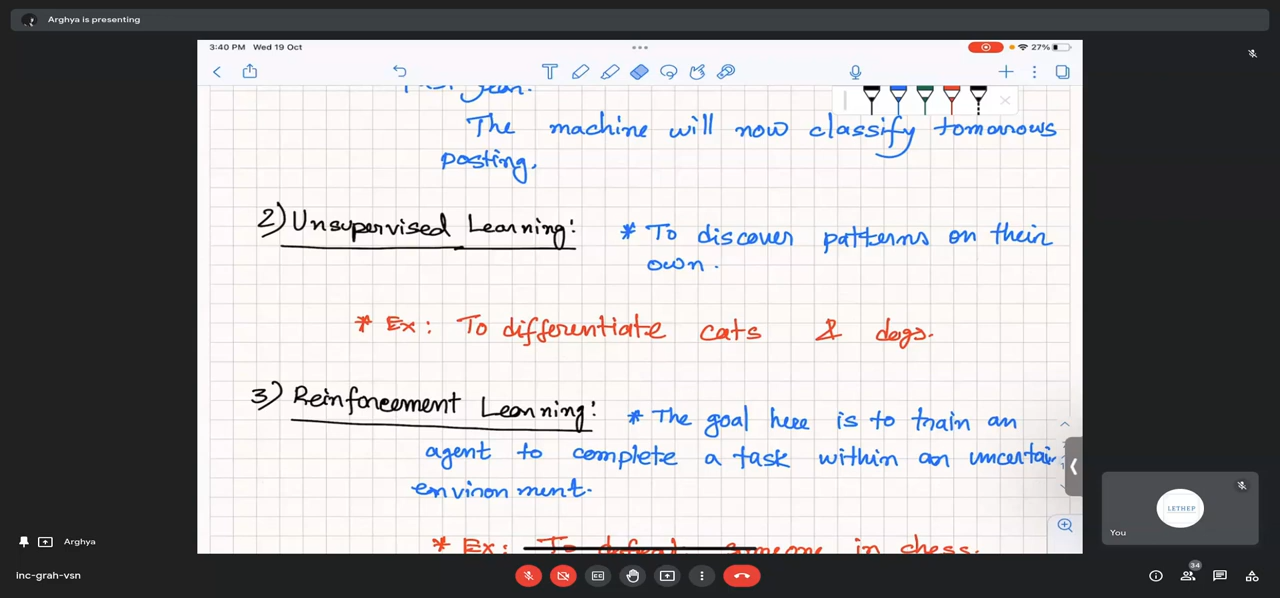 Arghya is presenting
3:40 PM Wed 19 Oct
27%
The machine will now classify tomorrows
posting.
2) Unsupervised Learning: * To discover patterns on their
own.
* Ex: To differentiate cats & dogs.
3) Reinforcement Learning: * The goal here is to train an
agent to complete a task within an uncertain
environment.
* Ex: To defeat someone in chess.
LETHEP
You
Arghya
inc-grah-vsn
34